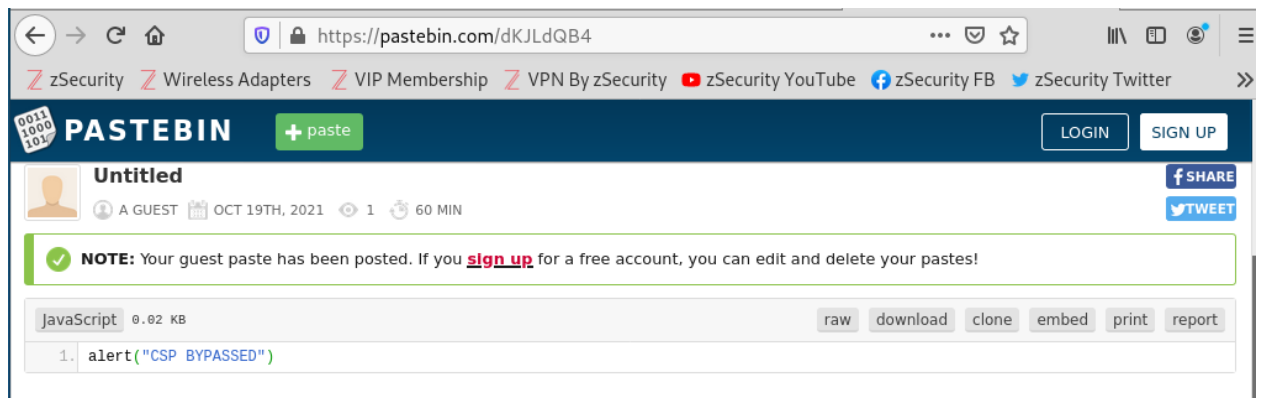 https://pastebin.com/dKJLdQB4
zSecurity Wireless Adapters VIP Membership VPN By zSecurity zSecurity YouTube zSecurity FB zSecurity Twitter
0011 1000 101 PASTEBIN + paste LOGIN SIGN UP
Untitled
f SHARE
A GUEST OCT 19TH, 2021 1 60 MIN
TWEET
NOTE: Your guest paste has been posted. If you sign up for a free account, you can edit and delete your pastes!
JavaScript 0.02 KB raw download clone embed print report
1. alert("CSP BYPASSED")